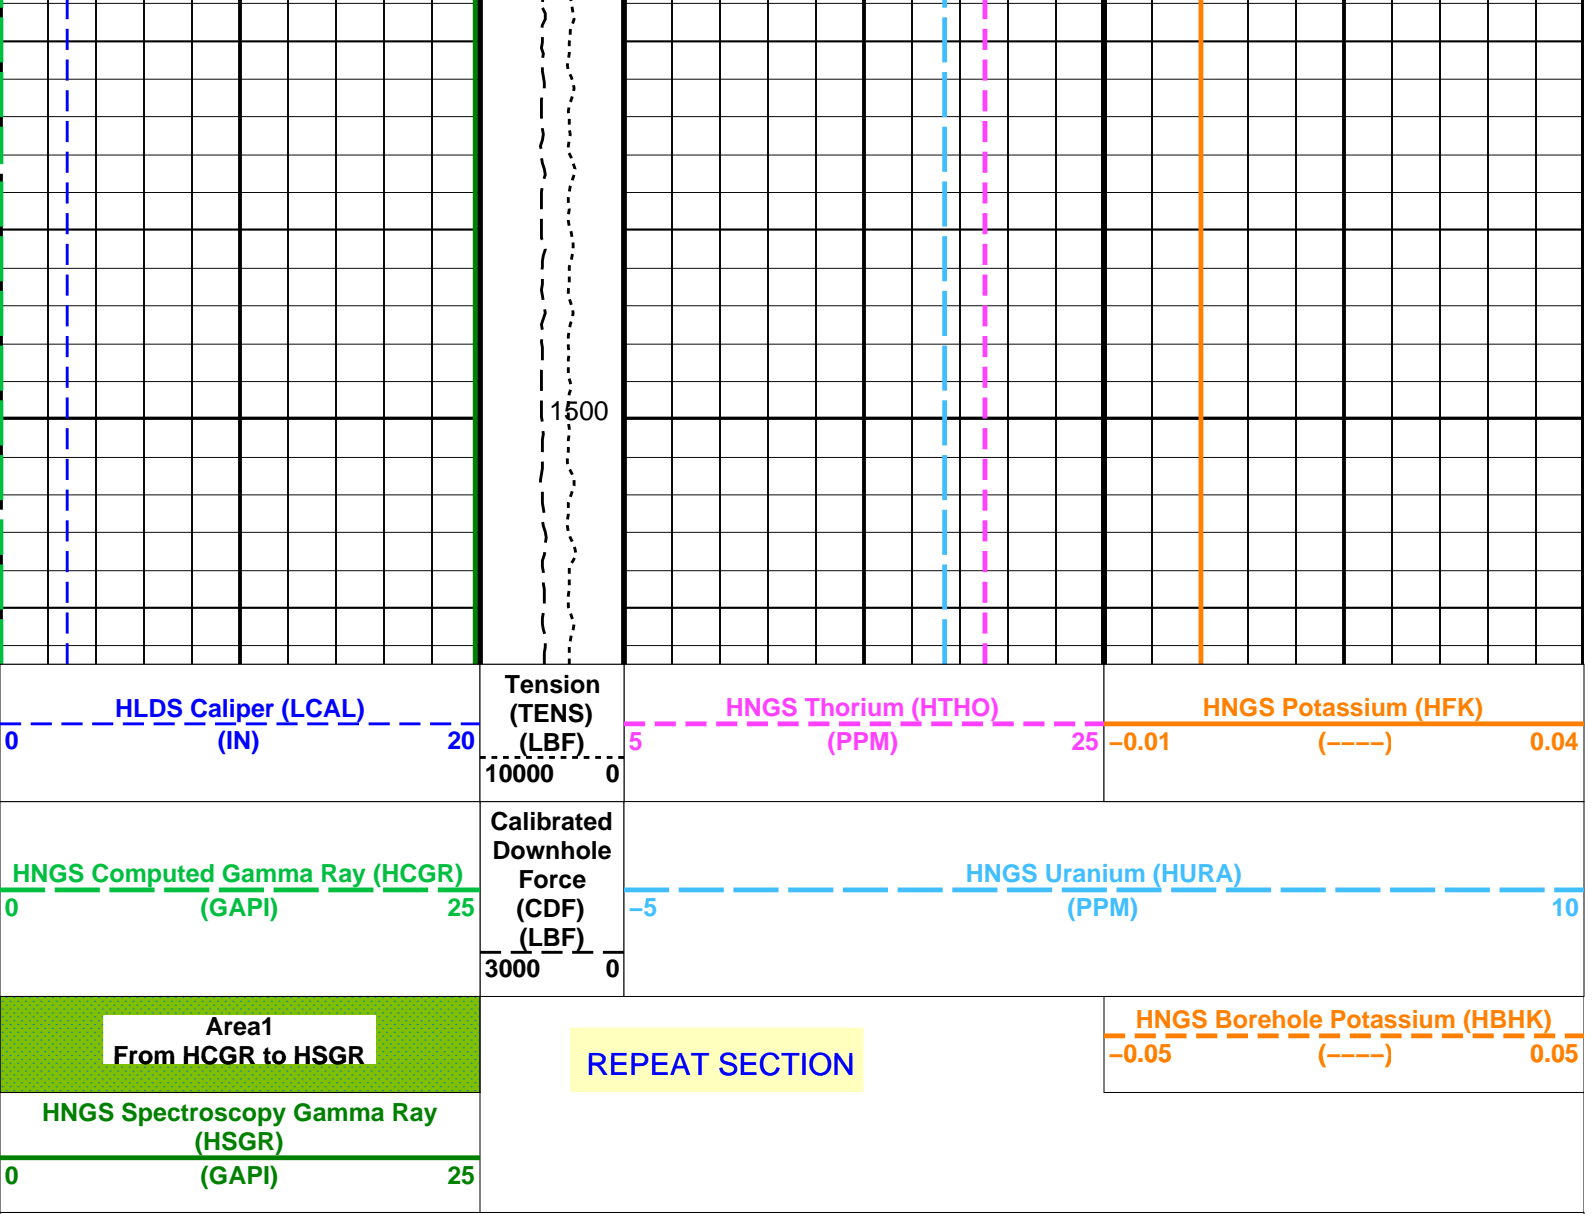 1500
HLDS Caliper (LCAL)
0 (IN) 20
Tension
(TENS)
(LBF)
10000 0
HNGS Thorium (HTHO)
5 (PPM) 25
HNGS Potassium (HFK)
−0.01 (−−−−) 0.04
HNGS Computed Gamma Ray (HCGR)
0 (GAPI) 25
Calibrated
Downhole
Force
(CDF)
(LBF)
3000 0
HNGS Uranium (HURA)
−5 (PPM) 10
Area1
From HCGR to HSGR
REPEAT SECTION
HNGS Borehole Potassium (HBHK)
−0.05 (−−−−) 0.05
HNGS Spectroscopy Gamma Ray
(HSGR)
0 (GAPI) 25